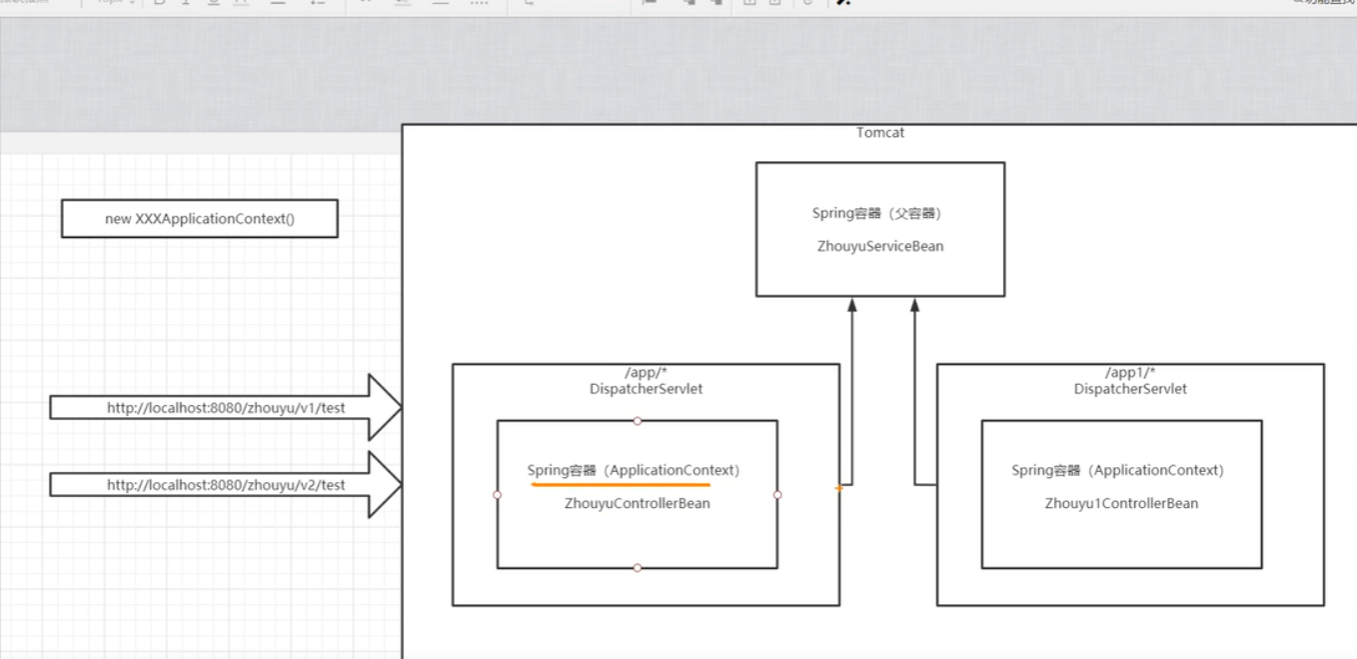 Tomcat
new XXXApplicationContext()
Spring容器（父容器）
ZhouyuServiceBean
http://localhost:8080/zhouyu/v1/test
http://localhost:8080/zhouyu/v2/test
/app/*
DispatcherServlet
Spring容器（ApplicationContext）
ZhouyuControllerBean
/app1/*
DispatcherServlet
Spring容器（ApplicationContext）
Zhouyu1ControllerBean